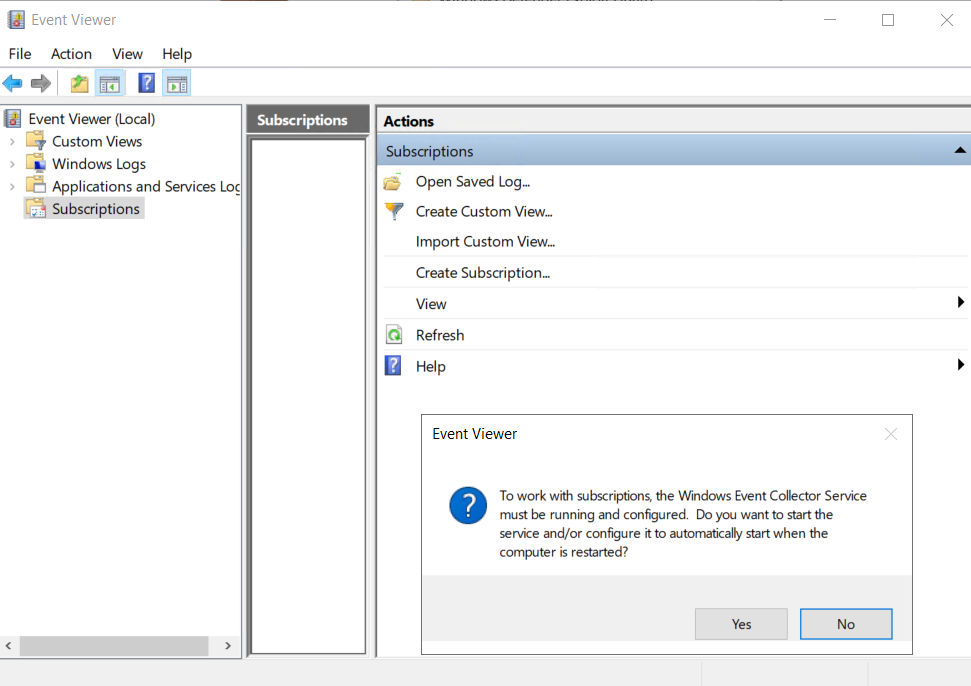 Event Viewer
File Action View Help
Event Viewer (Local)
Custom Views
Windows Logs
Applications and Services Log
Subscriptions
Subscriptions
Actions
Subscriptions
Open Saved Log...
Create Custom View...
Import Custom View...
Create Subscription...
View
Refresh
Help
Event Viewer
To work with subscriptions, the Windows Event Collector Service
must be running and configured.  Do you want to start the
service and/or configure it to automatically start when the
computer is restarted?
Yes No